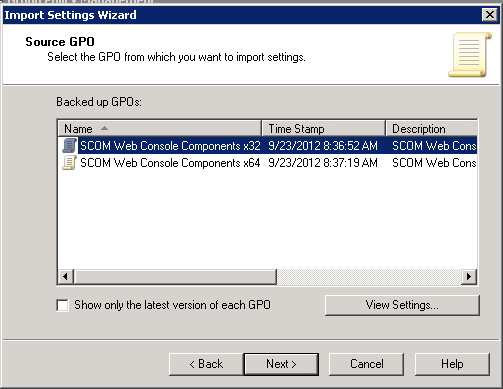 Import Settings Wizard
Source GPO
Select the GPO from which you want to import settings.
Backed up GPOs:
Name Time Stamp Description
SCOM Web Console Components x32 9/23/2012 8:36:52 AM SCOM Web Cons
SCOM Web Console Components x64 9/23/2012 8:37:19 AM SCOM Web Cons
Show only the latest version of each GPO View Settings...
< Back Next > Cancel Help